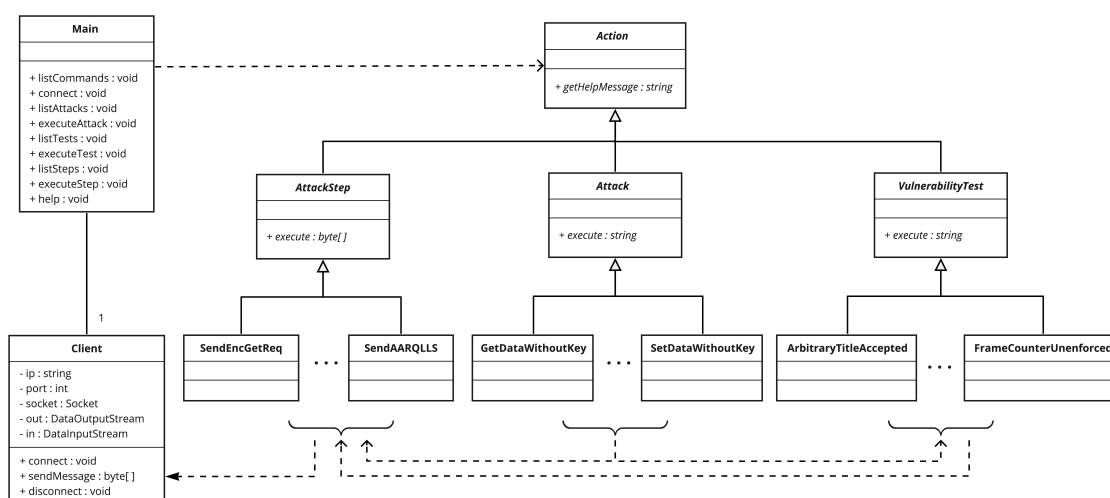 Main
+ listCommands : void
+ connect : void
+ listAttacks : void
+ executeAttack : void
+ listTests : void
+ executeTest : void
+ listSteps : void
+ executeStep : void
+ help : void
Action
+ getHelpMessage : string
AttackStep
+ execute : byte[ ]
Attack
+ execute : string
VulnerabilityTest
+ execute : string
1
Client
- ip : string
- port : int
- socket : Socket
- out : DataOutputStream
- in : DataInputStream
+ connect : void
+ sendMessage : byte[ ]
+ disconnect : void
SendEncGetReq
...
SendAARQLLS
GetDataWithoutKey
...
SetDataWithoutKey
ArbitraryTitleAccepted
...
FrameCounterUnenforced